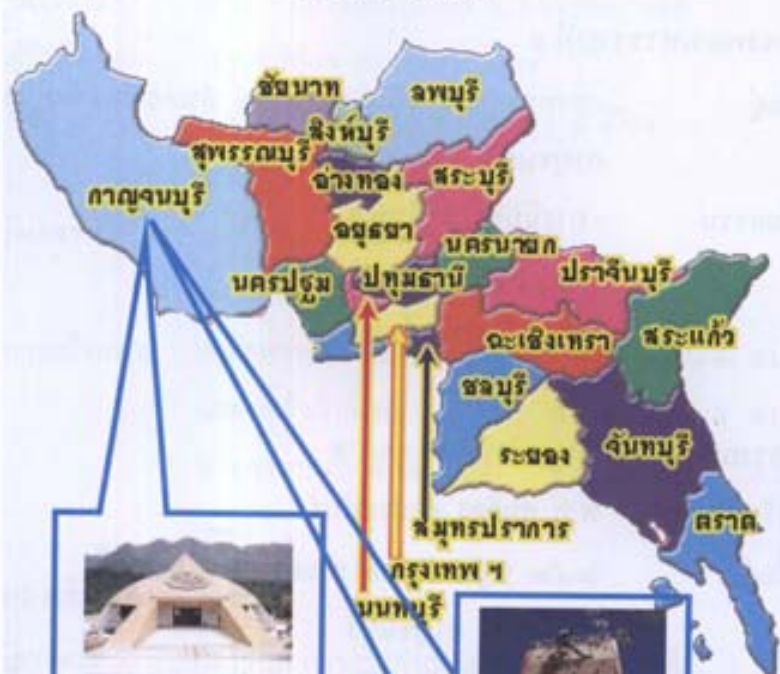 ชัยนาท
ลพบุรี
สิงห์บุรี
สุพรรณบุรี
อ่างทอง
สระบุรี
กาญจนบุรี
อยุธยา
นครนายก
ปราจีนบุรี
นครปฐม
ปทุมธานี
ฉะเชิงเทรา
สระแก้ว
ชลบุรี
ระยอง
จันทบุรี
ตราด
สมุทรปราการ
กรุงเทพ ฯ
นนทบุรี